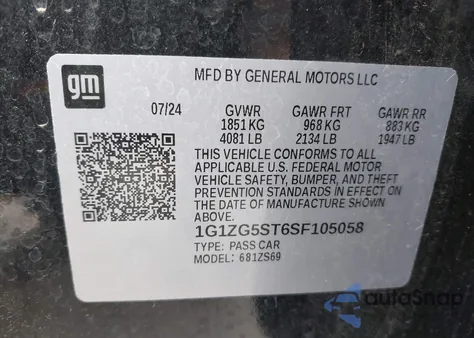 gm
MFD BY GENERAL MOTORS LLC
07/24 GVWR GAWR FRT GAWR RR
1851 KG 968 KG 883 KG
4081 LB 2134 LB 1947 LB
THIS VEHICLE CONFORMS TO ALL
APPLICABLE U.S. FEDERAL MOTOR
VEHICLE SAFETY, BUMPER, AND THEFT
PREVENTION STANDARDS IN EFFECT ON
THE DATE OF MANUFACTURE SHOWN
ABOVE.
1G1ZG5ST6SF105058
TYPE: PASS CAR
MODEL: 681ZS69
autoSnap